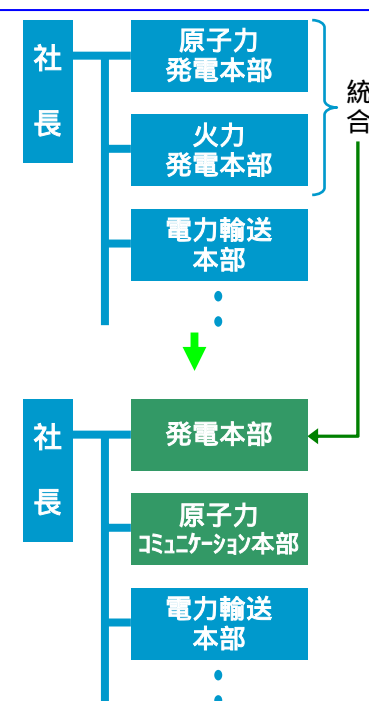 社
長
原子力
発電本部
火力
発電本部
統
合
電力輸送
本部
社
長
発電本部
原子力
ｺﾐｭﾆｹｰｼｮﾝ本部
電力輸送
本部